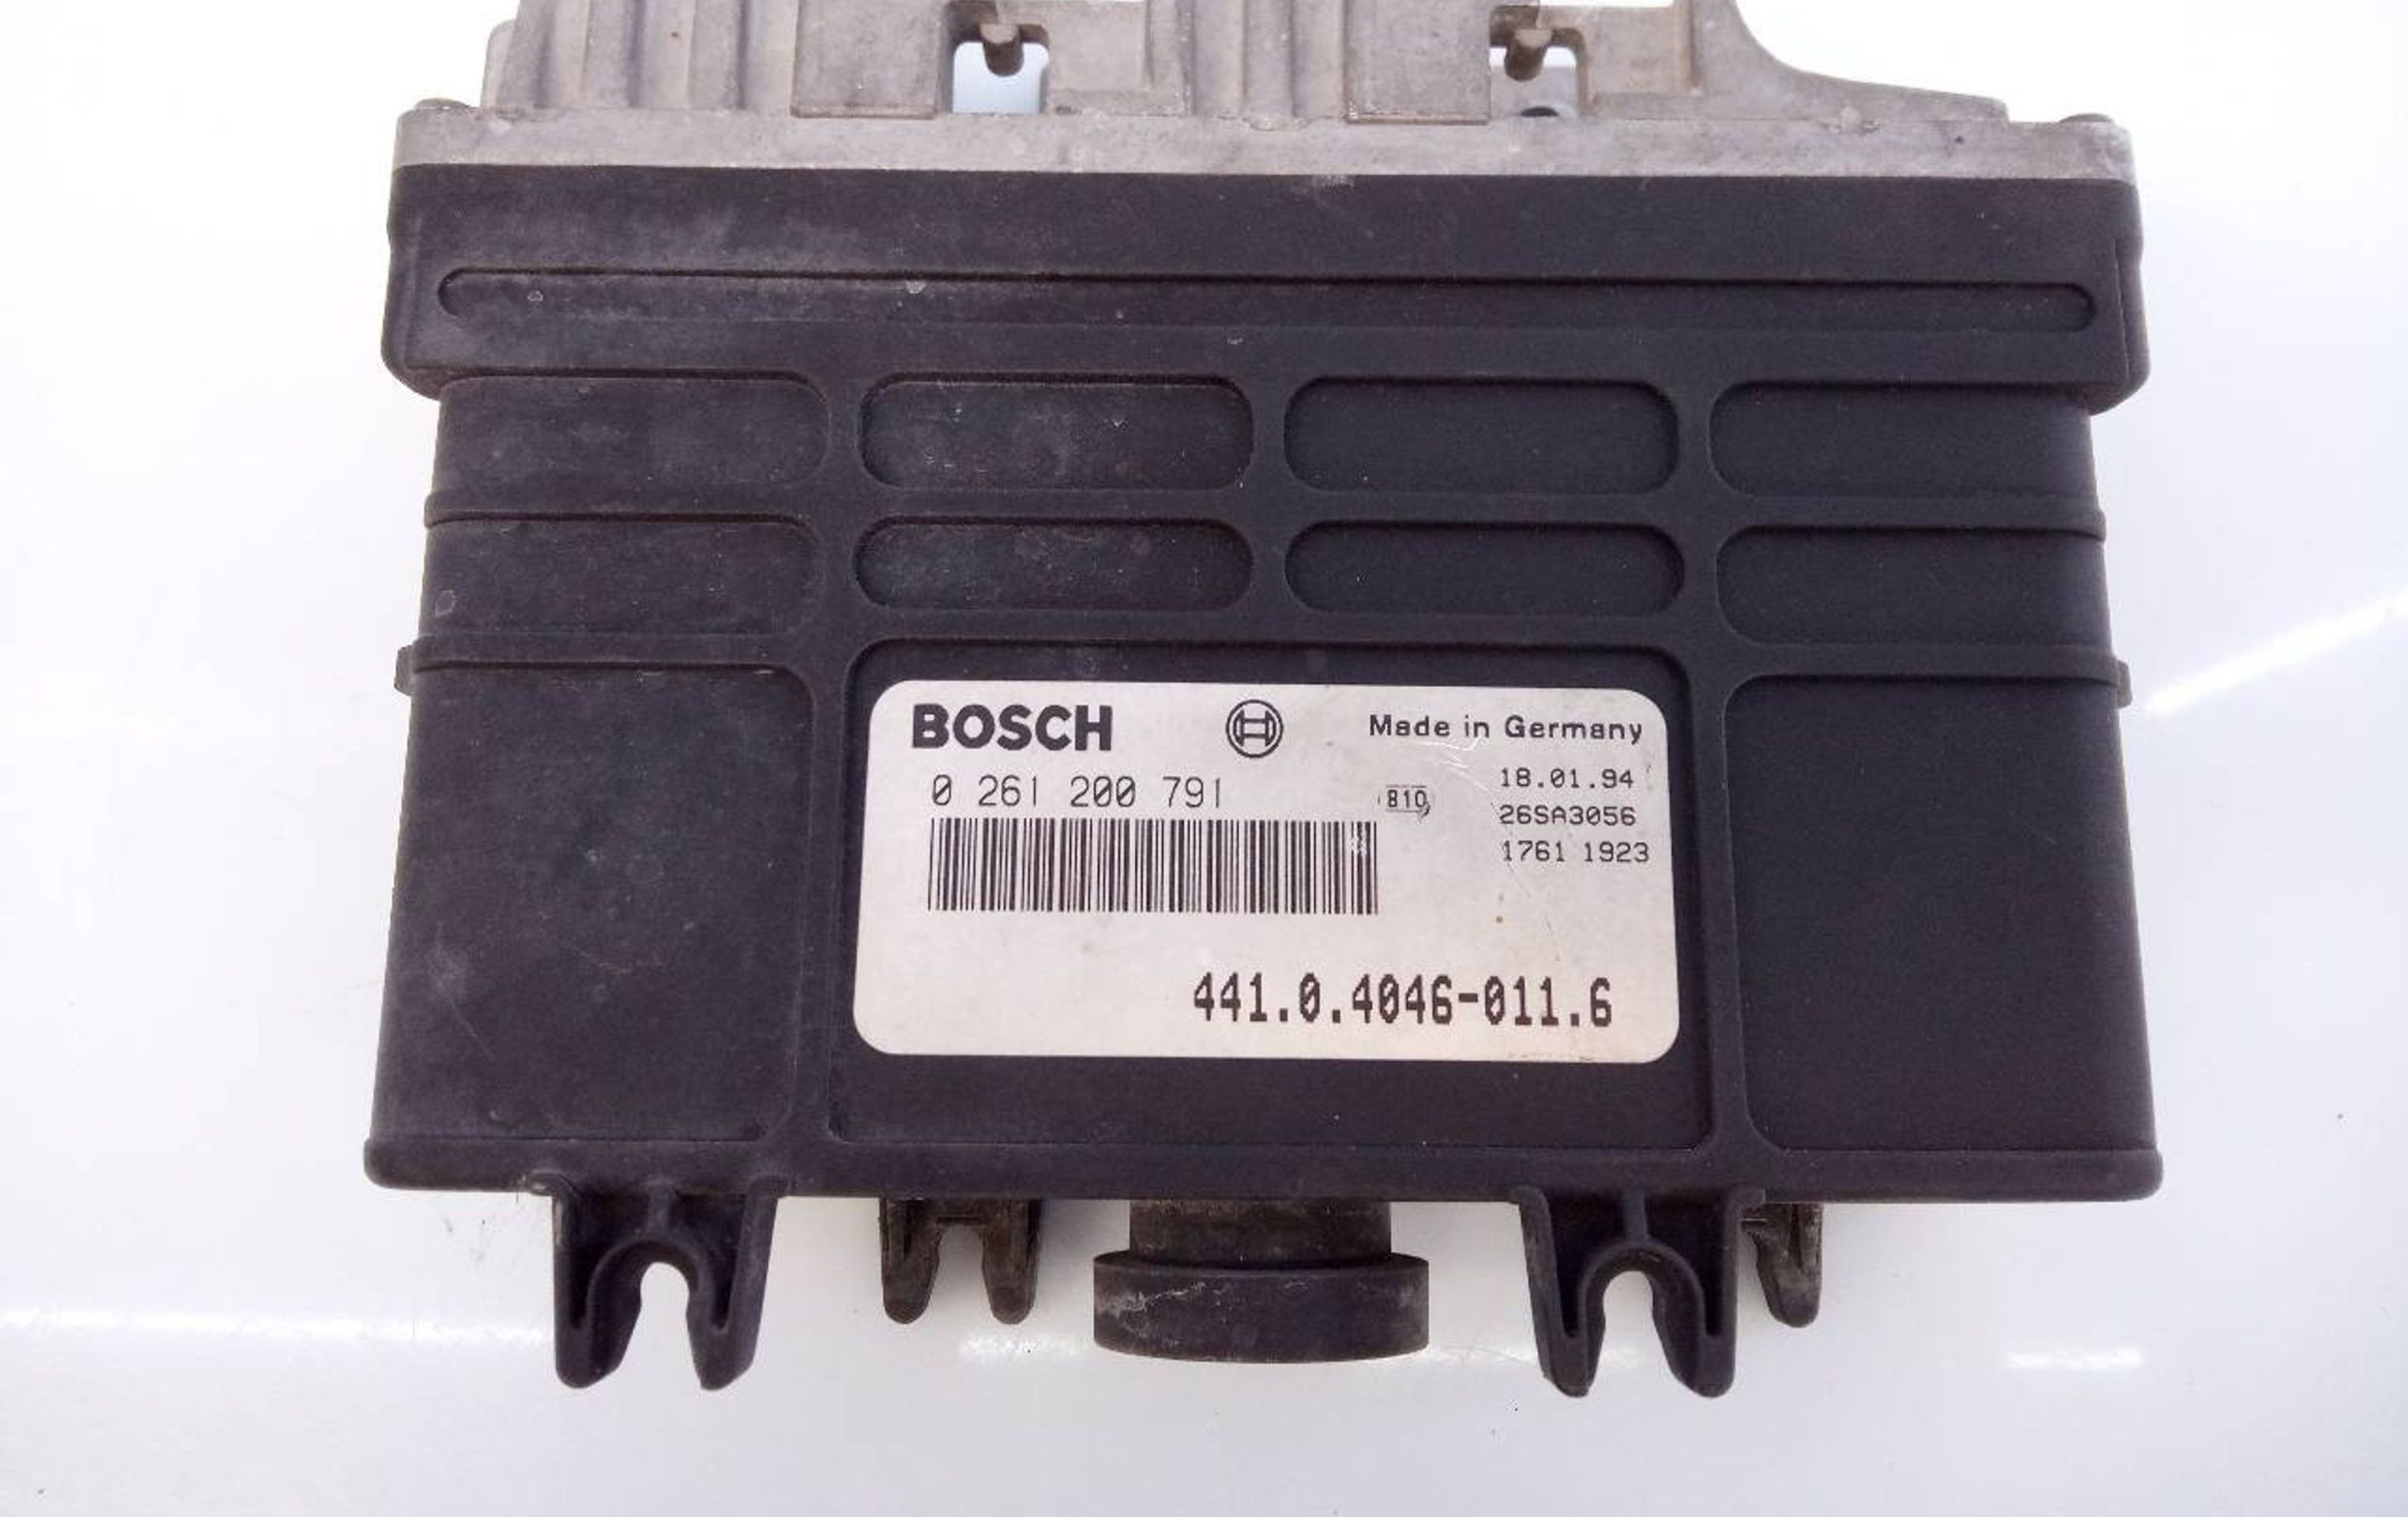 BOSCH
Made in Germany
0 261 200 791
810
18.01.94
26SA3056
1761 1923
441.0.4046-011.6